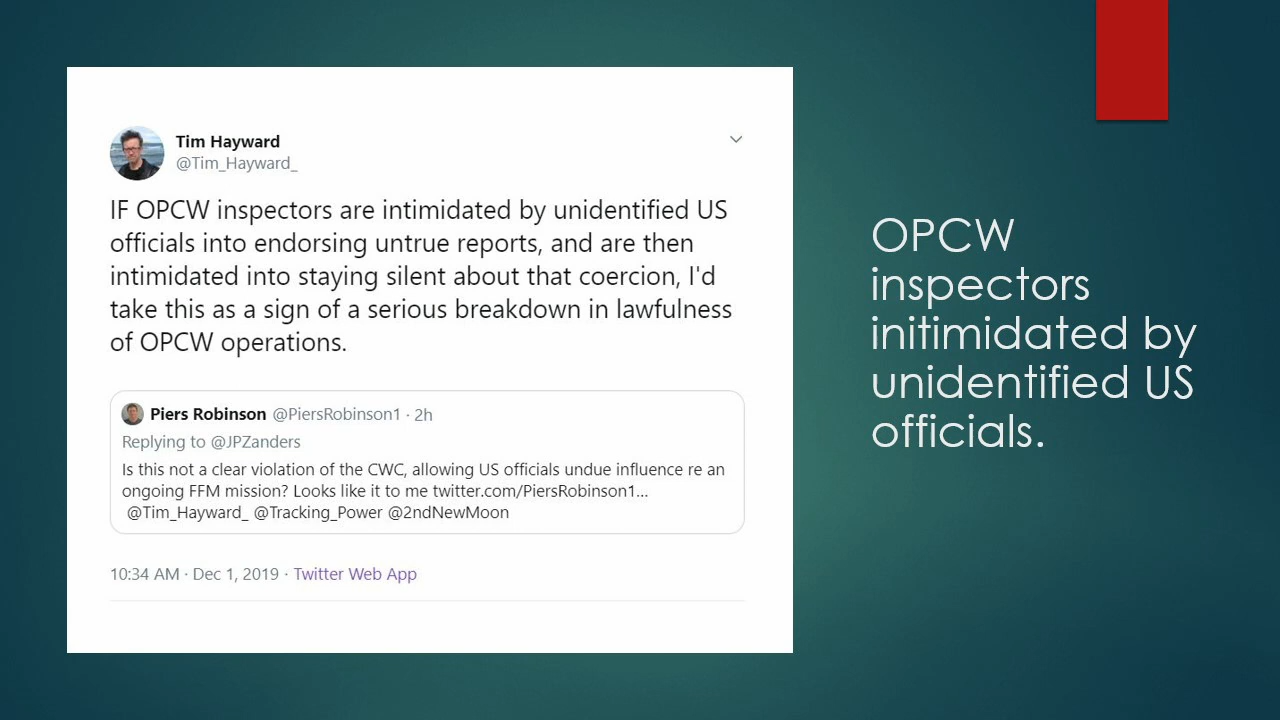 Tim Hayward
@Tim_Hayward_
IF OPCW inspectors are intimidated by unidentified US
officials into endorsing untrue reports, and are then
intimidated into staying silent about that coercion, I'd
take this as a sign of a serious breakdown in lawfulness
of OPCW operations.
Piers Robinson @PiersRobinson1 · 2h
Replying to @JPZanders
Is this not a clear violation of the CWC, allowing US officials undue influence re an
ongoing FFM mission? Looks like it to me twitter.com/PiersRobinson1...
@Tim_Hayward_ @Tracking_Power @2ndNewMoon
10:34 AM · Dec 1, 2019 · Twitter Web App
OPCW
inspectors
initimidated by
unidentified US
officials.